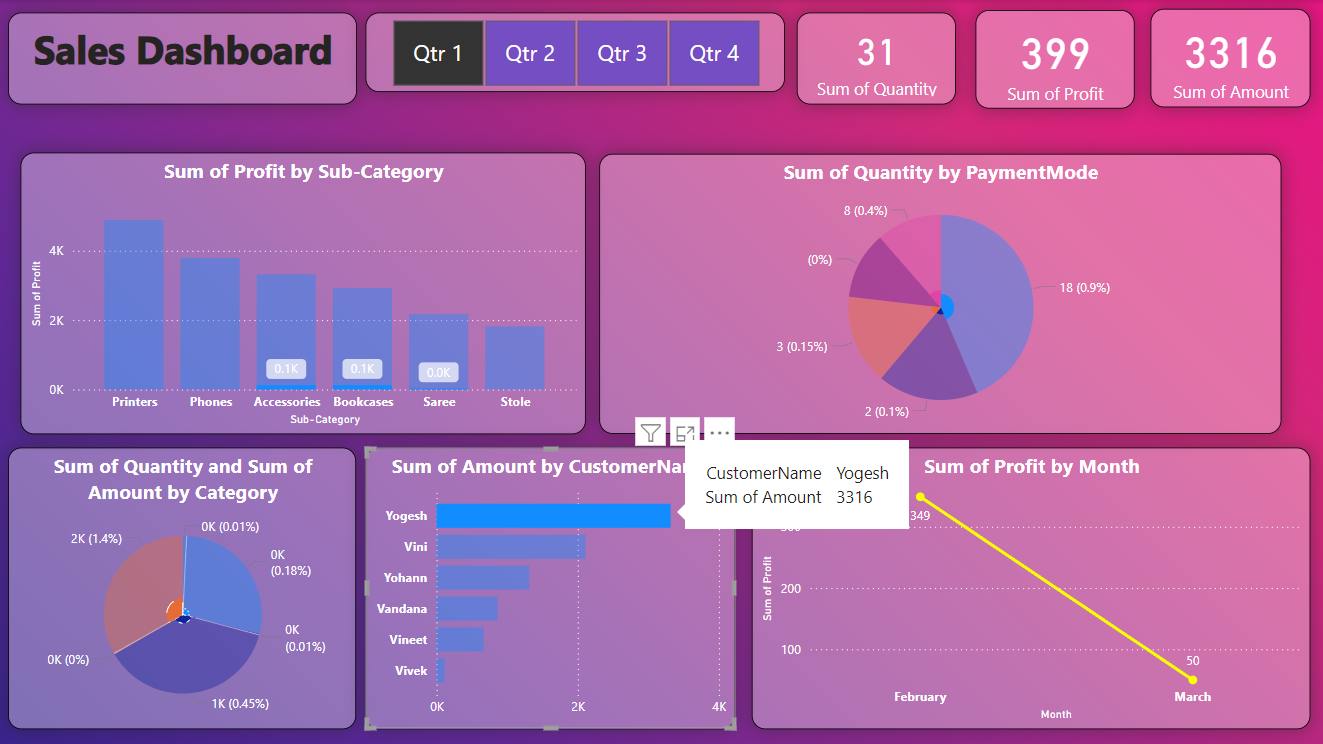 Sales Dashboard
Qtr 1
Qtr 2
Qtr 3
Qtr 4
31
Sum of Quantity
399
Sum of Profit
3316
Sum of Amount
Sum of Profit by Sub-Category
Sum of Profit
4K
2K
0K
0.1K
0.1K
0.0K
Printers
Phones
Accessories
Bookcases
Saree
Stole
Sub-Category
Sum of Quantity by PaymentMode
8 (0.4%)
(0%)
3 (0.15%)
2 (0.1%)
18 (0.9%)
Sum of Quantity and Sum of
Amount by Category
0K (0.01%)
2K (1.4%)
0K
(0.18%)
0K
(0.01%)
0K (0%)
1K (0.45%)
Sum of Amount by CustomerNa
Yogesh
Vini
Yohann
Vandana
Vineet
Vivek
0K
2K
4K
CustomerName Yogesh
Sum of Amount 3316
Sum of Profit by Month
349
Sum of Profit
200
100
50
February
March
Month